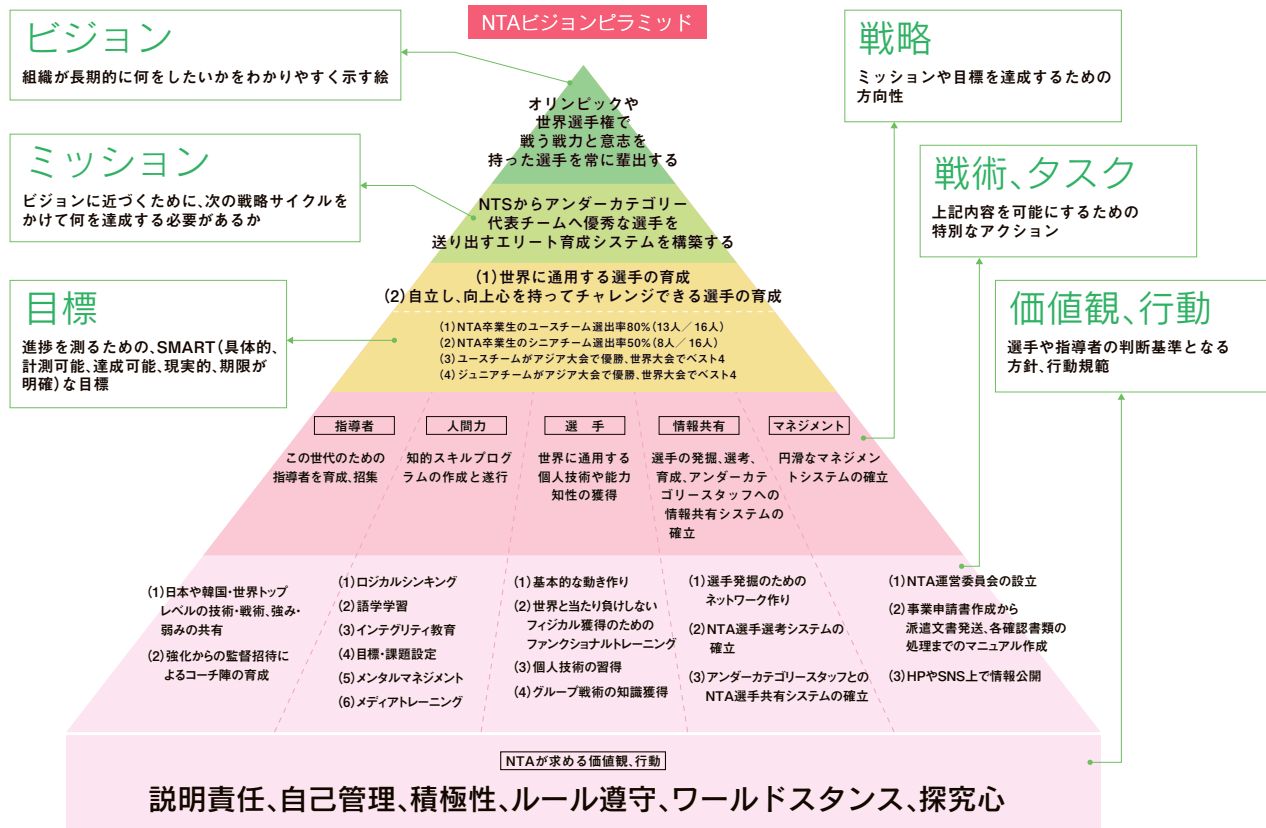 NTAビジョンピラミッド
ビジョン
組織が長期的に何をしたいかをわかりやすく示す絵
ミッション
ビジョンに近づくために、次の戦略サイクルを
かけて何を達成する必要があるか
目標
進捗を測るための、SMART(具体的、
計測可能、達成可能、現実的、期限が
明確)な目標
戦略
ミッションや目標を達成するための
方向性
戦術、タスク
上記内容を可能にするための
特別なアクション
価値観、行動
選手や指導者の判断基準となる
方針、行動規範
オリンピックや
世界選手権で
戦う戦力と意志を
持った選手を常に輩出する
NTSからアンダーカテゴリー
代表チームへ優秀な選手を
送り出すエリート育成システムを構築する
(1)世界に通用する選手の育成
(2)自立し、向上心を持ってチャレンジできる選手の育成
(1)NTA卒業生のユースチーム選出率80%(13人/16人)
(2)NTA卒業生のシニアチーム選出率50%(8人/16人)
(3)ユースチームがアジア大会で優勝、世界大会でベスト4
(4)ジュニアチームがアジア大会で優勝、世界大会でベスト4
指導者
この世代のための
指導者を育成、招集
人間力
知的スキルプログ
ラムの作成と遂行
選 手
世界に通用する
個人技術や能力
知性の獲得
情報共有
選手の発掘、選考、
育成、アンダーカテ
ゴリースタッフへの
情報共有システムの
確立
マネジメント
円滑なマネジメン
トシステムの確立
(1)日本や韓国・世界トップ
レベルの技術・戦術、強み・
弱みの共有
(2)強化からの監督招待に
よるコーチ陣の育成
(1)ロジカルシンキング
(2)語学学習
(3)インテグリティ教育
(4)目標・課題設定
(5)メンタルマネジメント
(6)メディアトレーニング
(1)基本的な動き作り
(2)世界と当たり負けしない
フィジカル獲得のための
ファンクショナルトレーニング
(3)個人技術の習得
(4)グループ戦術の知識獲得
(1)選手発掘のための
ネットワーク作り
(2)NTA選手選考システムの
確立
(3)アンダーカテゴリースタッフとの
NTA選手共有システムの確立
(1)NTA運営委員会の設立
(2)事業申請書作成から
派遣文書発送、各確認書類の
処理までのマニュアル作成
(3)HPやSNS上で情報公開
NTAが求める価値観、行動
説明責任、自己管理、積極性、ルール遵守、ワールドスタンス、探究心